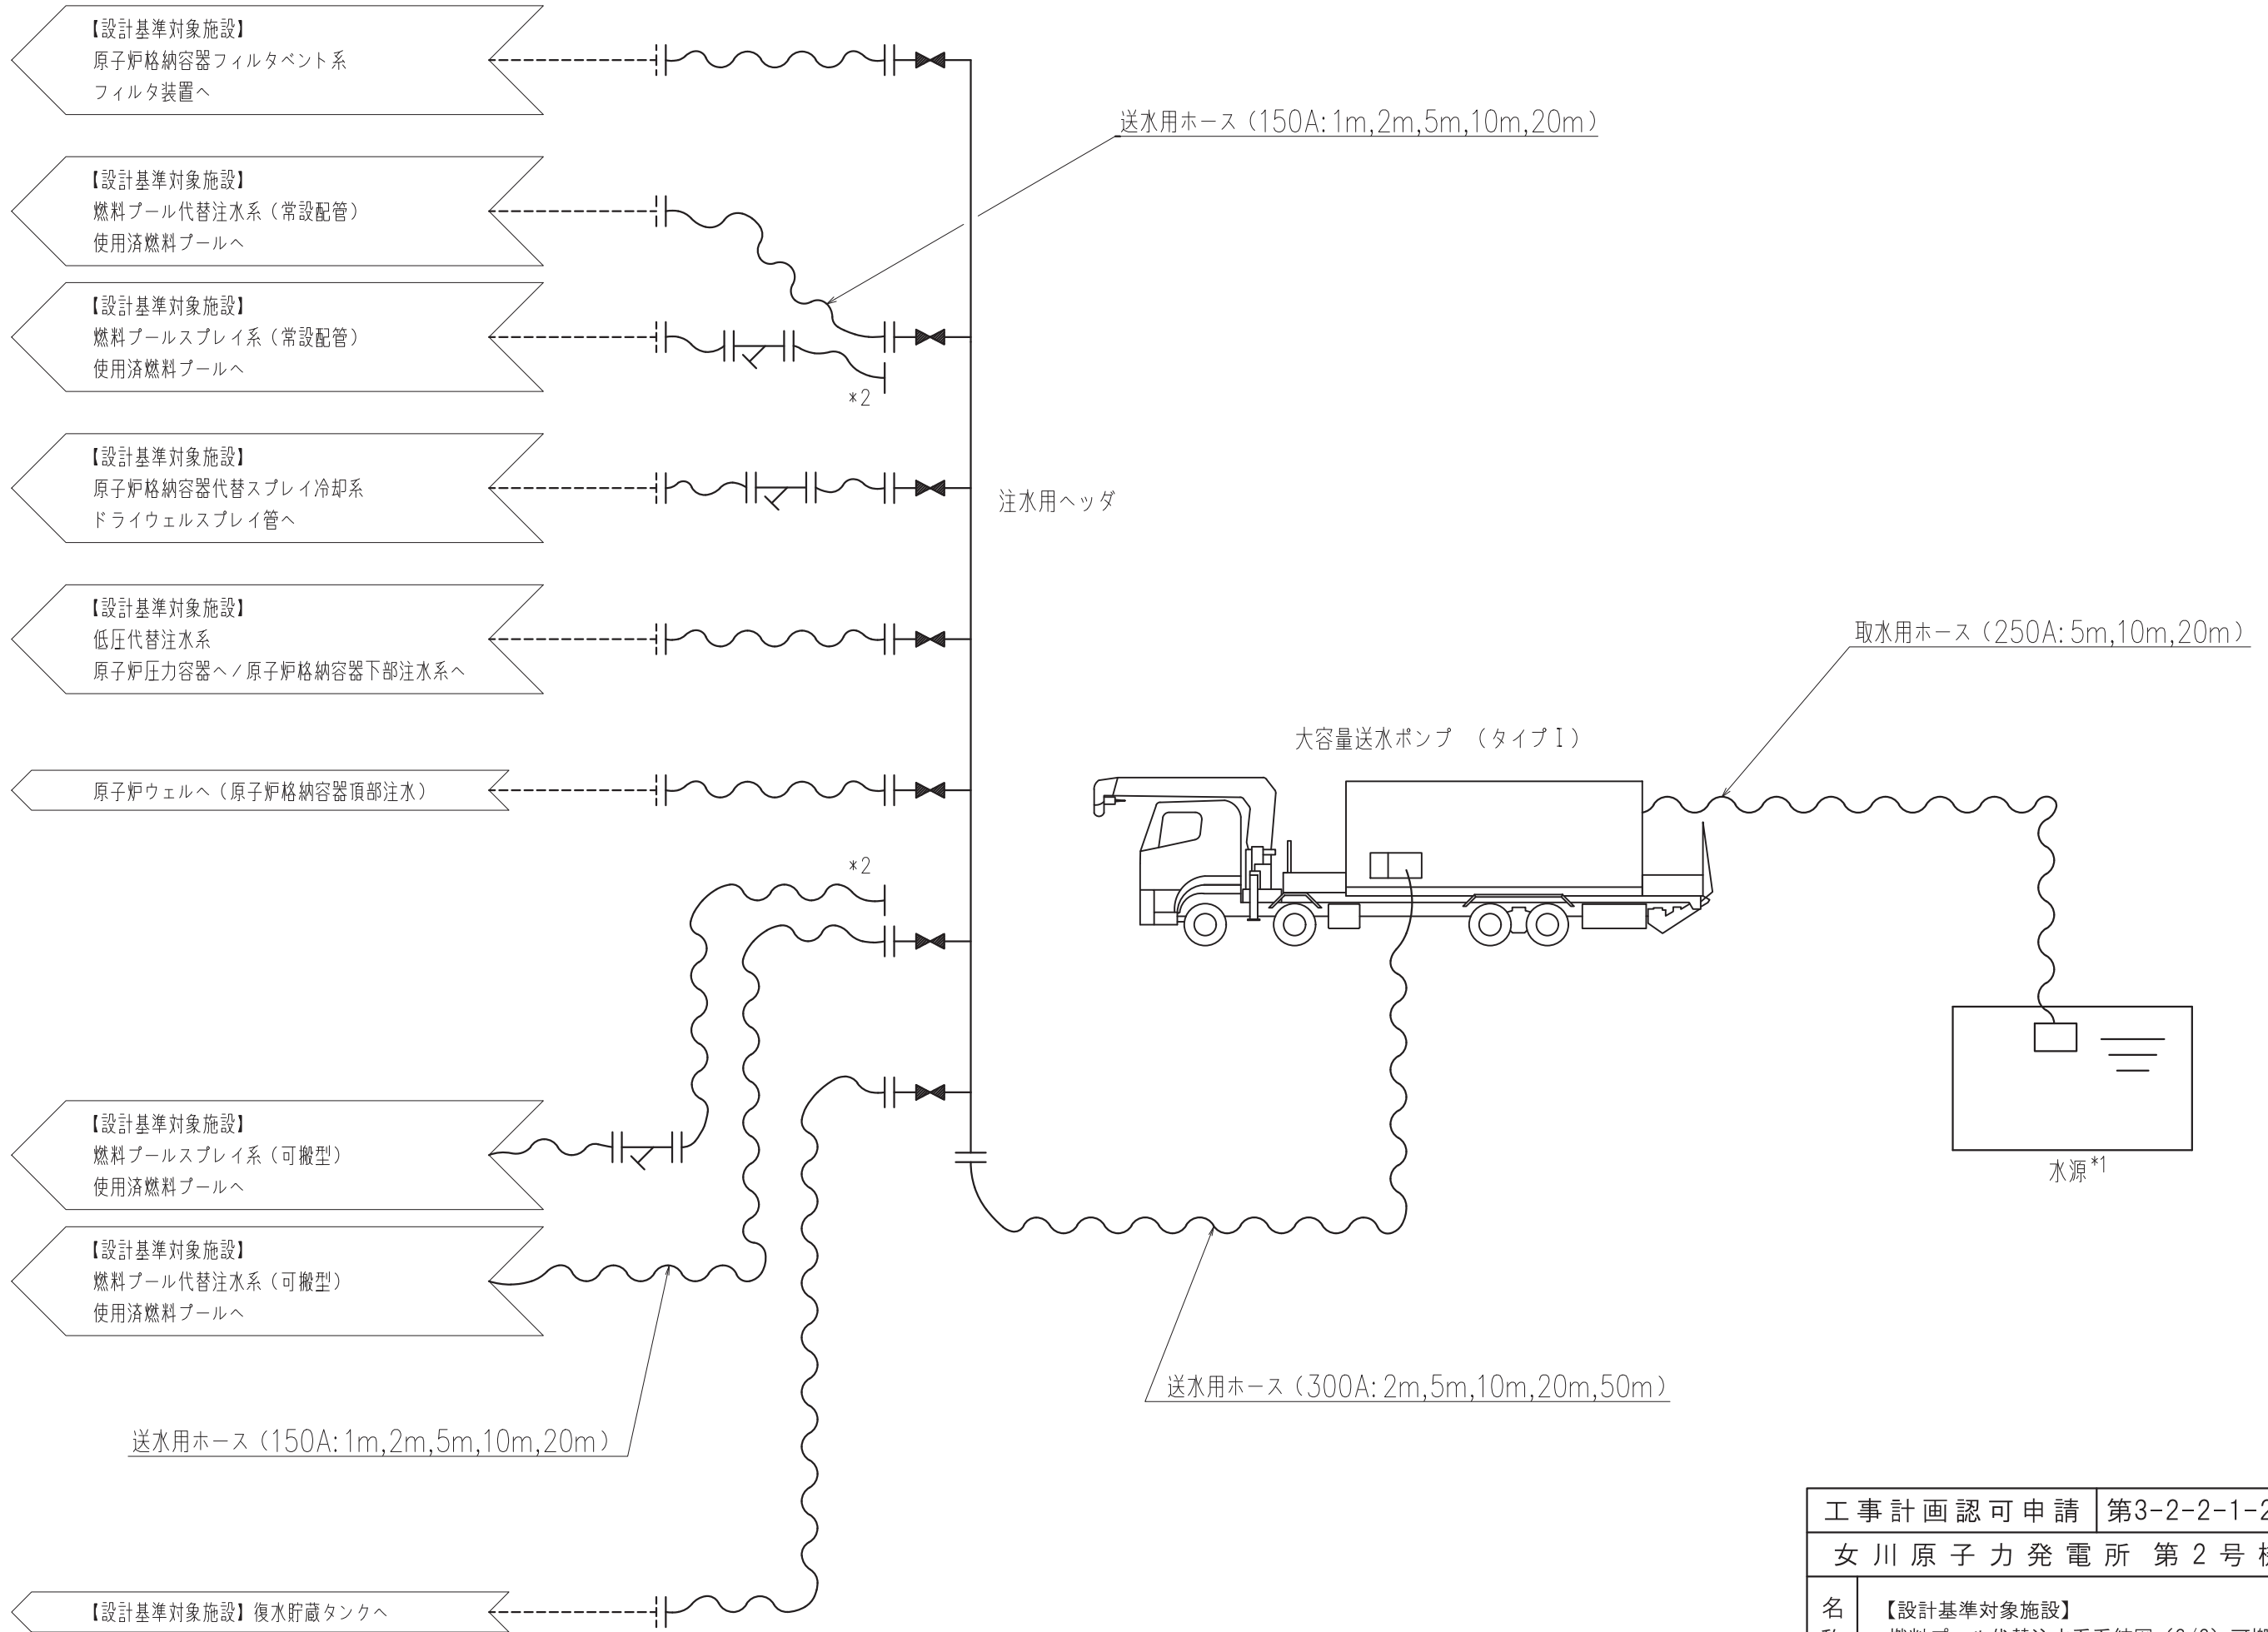 【設計基準対象施設】
原子炉格納容器フィルタベント系
フィルタ装置へ
送水用ホース（150A:1m,2m,5m,10m,20m）
【設計基準対象施設】
燃料プール代替注水系（常設配管）
使用済燃料プールへ
【設計基準対象施設】
燃料プールスプレイ系（常設配管）
使用済燃料プールへ
*2
【設計基準対象施設】
原子炉格納容器代替スプレイ冷却系
ドライウェルスプレイ管へ
注水用ヘッダ
【設計基準対象施設】
低圧代替注水系
原子炉圧力容器へ／原子炉格納容器下部注水系へ
取水用ホース（250A:5m,10m,20m）
大容量送水ポンプ　（タイプⅠ）
原子炉ウェルへ（原子炉格納容器頂部注水）
*2
【設計基準対象施設】
燃料プールスプレイ系（可搬型）
使用済燃料プールへ
水源*1
【設計基準対象施設】
燃料プール代替注水系（可搬型）
使用済燃料プールへ
送水用ホース（300A:2m,5m,10m,20m,50m）
送水用ホース（150A:1m,2m,5m,10m,20m）
【設計基準対象施設】復水貯蔵タンクへ
工事計画認可申請 第3-2-2-1-2
女川原子力発電所 第2号
名
【設計基準対象施設】